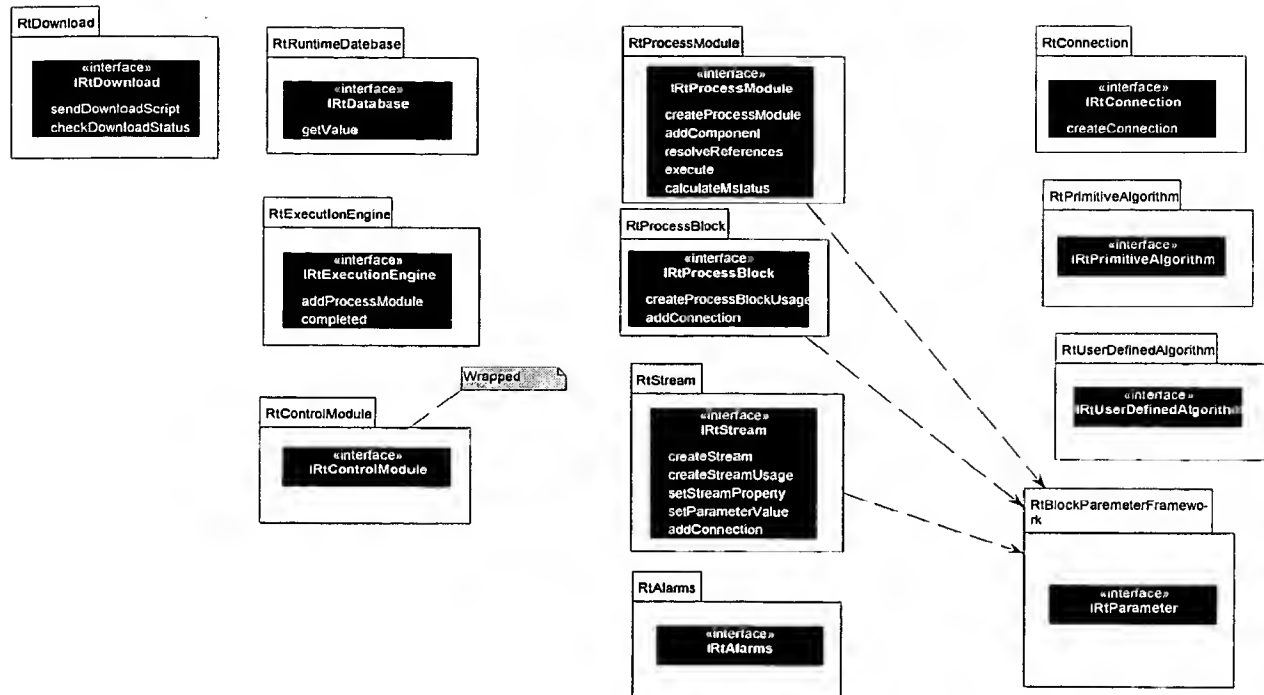 RtDownload
«interface»
IRtDownload
sendDownloadScript
checkDownloadStatus
RtRuntimeDatebase
«interface»
IRtDatabase
getValue
RtExecutionEngine
«interface»
IRtExecutionEngine
addProcessModule
completed
Wrapped
RtControlModule
«interface»
IRtControlModule
RtProcessModule
«interface»
IRtProcessModule
createProcessModule
addComponent
resolveReferences
execute
calculateMstatus
RtProcessBlock
«interface»
IRtProcessBlock
createProcessBlockUsage
addConnection
RtStream
«interface»
IRtStream
createStream
createStreamUsage
setStreamProperty
setParameterValue
addConnection
RtAlarms
«interface»
IRtAlarms
RtConnection
«interface»
IRtConnection
createConnection
RtPrimitiveAlgorithm
«interface»
IRtPrimitiveAlgorithm
RtUserDefinedAlgorithm
«interface»
IRtUserDefinedAlgorithm
RtBlockParemeterFramewo-
rk
«interface»
IRtParameter